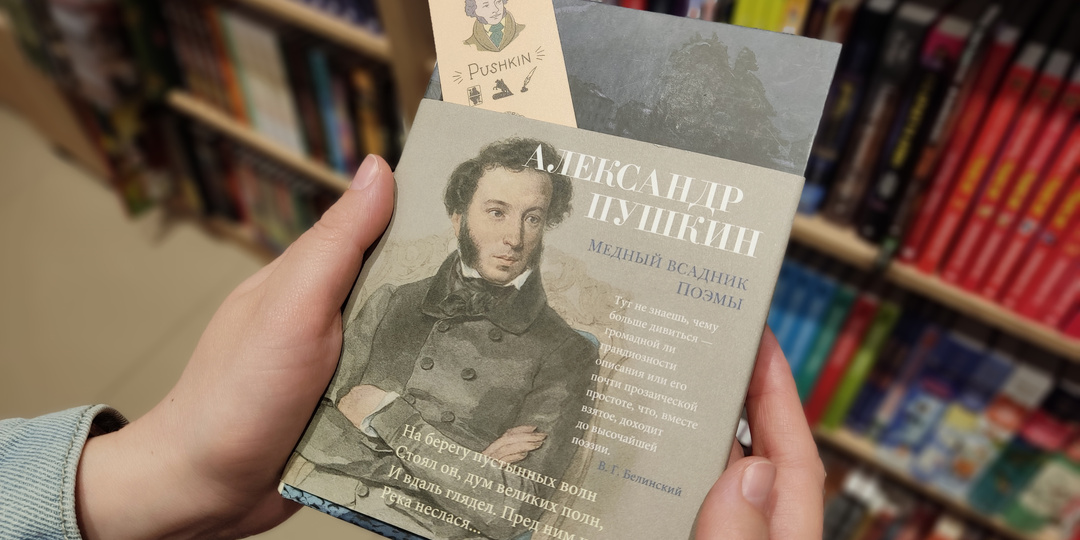 PUSHKIN
АЛЕКСАНДР
ПУШКИН
МЕДНЫЙ ВСАДНИК
ПОЭМЫ
Тут не знаешь, чему
больше дивиться —
громадной ли
грандиозности
описания или его
почти прозаической
простоте, что, вместе
взятое, доходит
до высочайшей
поэзии.
В. Г. Белинский
На берегу пустынных волн
Стоял он, дум великих полн,
И вдаль глядел. Пред ним
Река неслася...